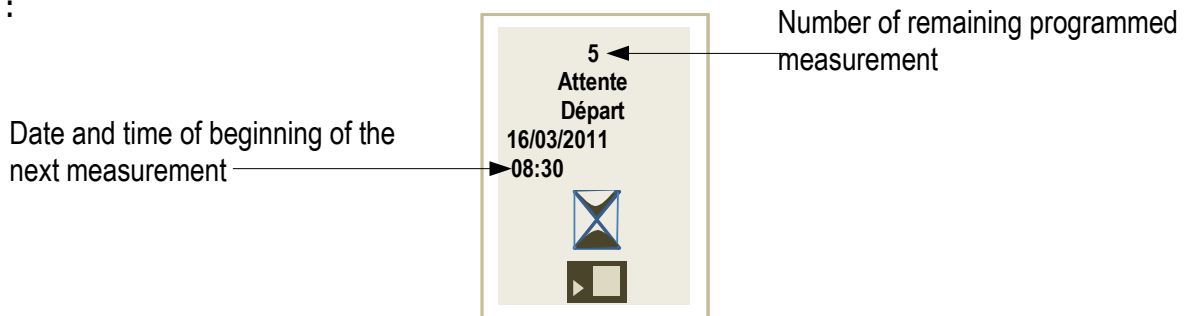 :
Number of remaining programmed
measurement
5
Attente
Départ
16/03/2011
08:30
Date and time of beginning of the
next measurement